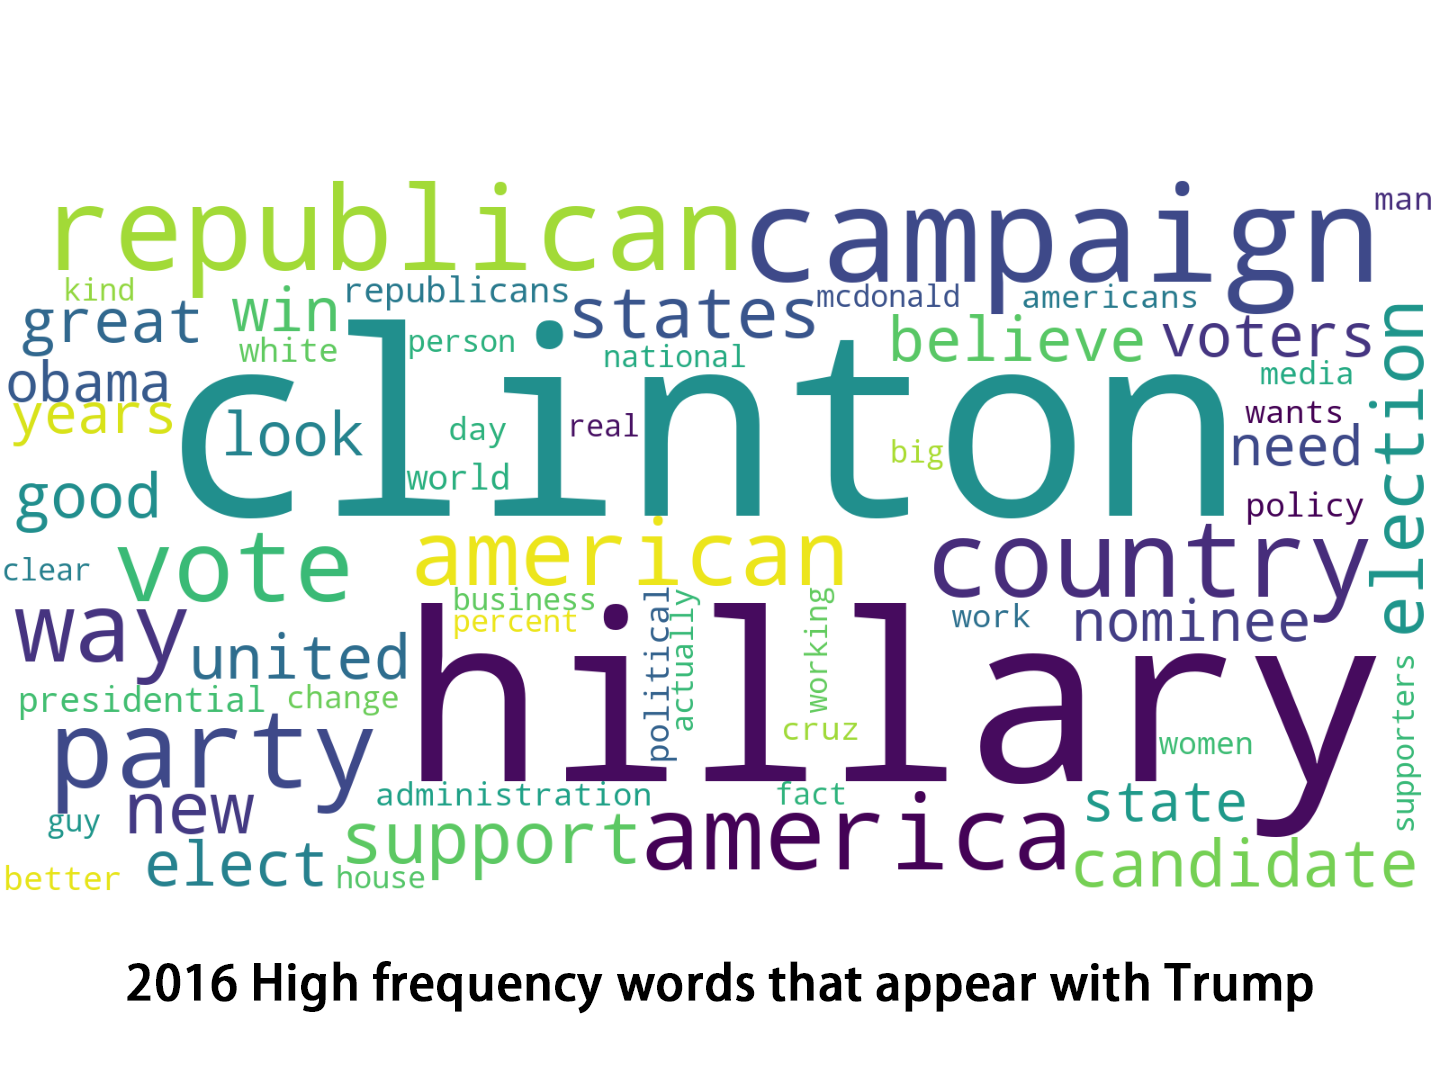 republican
campaign
man
kind
great
win
republicans
states
mcdonald
americans
believe
voters
white
person
national
obama
years
clinton
look
day
real
world
big
media
wants
need
election
good
policy
clear
vote
american
country
way
united
business
percent
political
actually
working
work
nominee
presidential
change
hillary
cruz
women
supporters
party
new
guy
administration
fact
state
support
america
elect
better
house
candidate
2016 High frequency words that appear with Trump